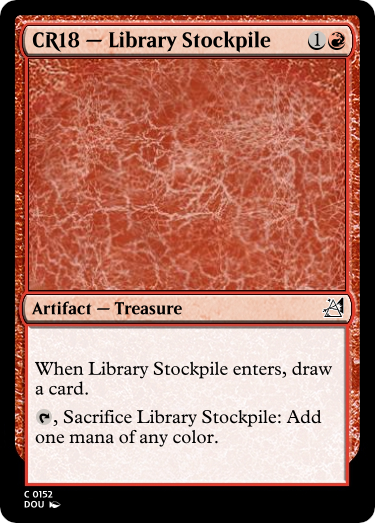 CR18 — Library Stockpile 1
Artifact — Treasure
When Library Stockpile enters, draw
a card.
, Sacrifice Library Stockpile: Add
one mana of any color.
C 0152
DOU